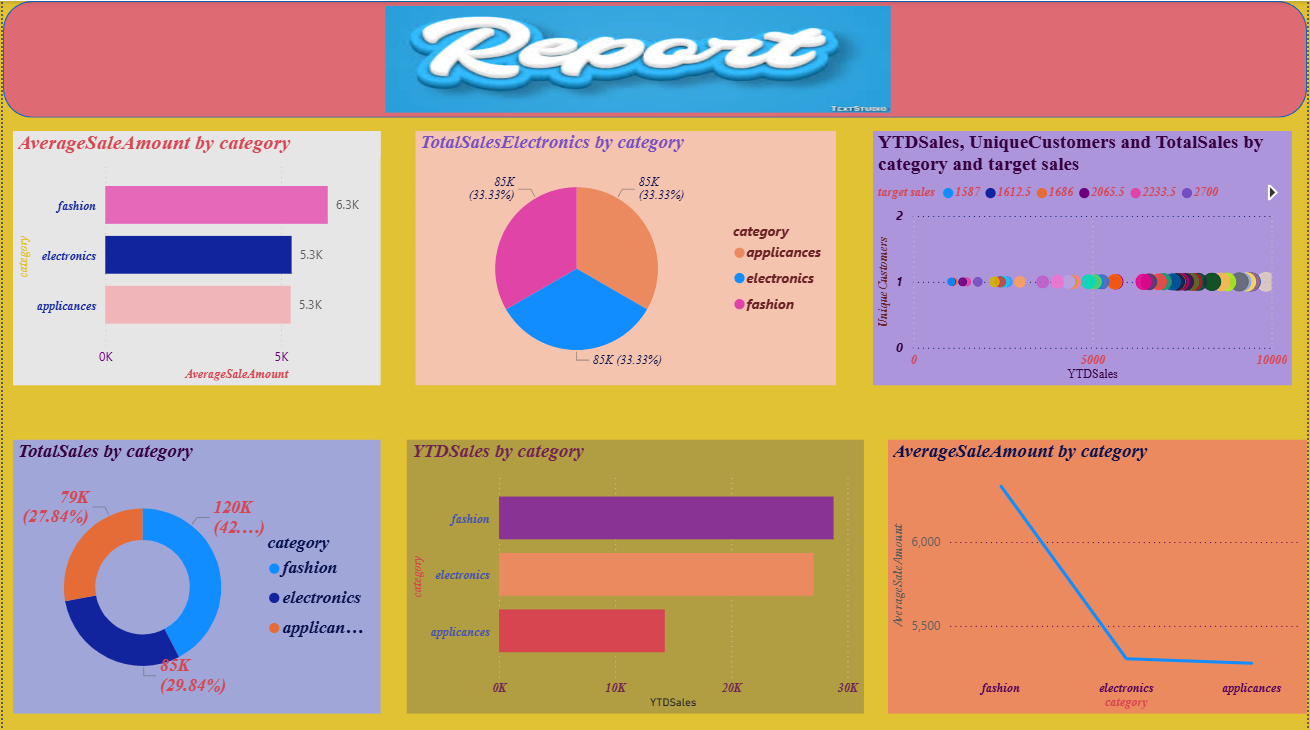 Report
TextStudio
AverageSaleAmount by category
fashion
6.3K
electronics
5.3K
applicances
5.3K
category
0K
5K
AverageSaleAmount
TotalSalesElectronics by category
85K
(33.33%)
85K
(33.33%)
85K (33.33%)
category
applicances
electronics
fashion
YTDSales, UniqueCustomers and TotalSales by
category and target sales
target sales 1587 1612.5 1686 2065.5 2233.5 2700
2
1
0
Unique Customers
0
5000
10000
YTDSales
TotalSales by category
79K
(27.84%)
120K
(42....)
85K
(29.84%)
category
fashion
electronics
applican...
YTDSales by category
fashion
electronics
applicances
category
0K
10K
20K
30K
YTDSales
AverageSaleAmount by category
6,000
5,500
AverageSaleAmount
fashion
electronics
applicances
category